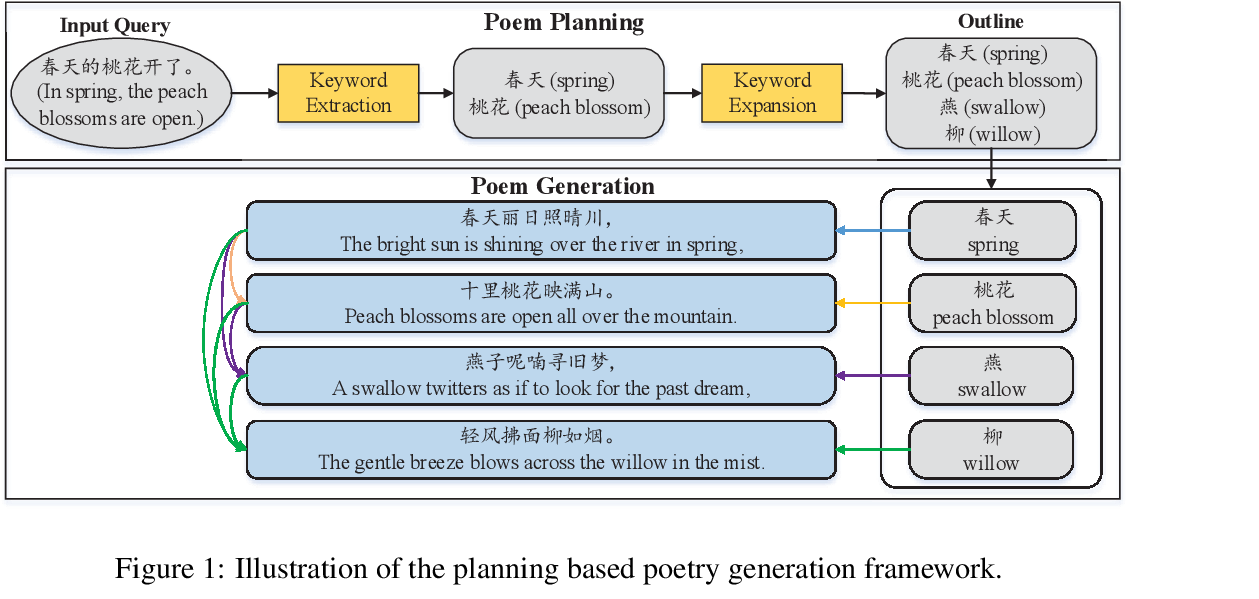 Poem Planning
Input Query
春天的桃花开了。
(In spring, the peach
blossoms are open.)
Keyword
Extraction
春天 (spring)
桃花 (peach blossom)
Keyword
Expansion
Outline
春天 (spring)
桃花 (peach blossom)
燕 (swallow)
柳 (willow)
Poem Generation
春天丽日照晴川，
The bright sun is shining over the river in spring,
春天
spring
十里桃花映满山。
Peach blossoms are open all over the mountain.
桃花
peach blossom
燕子呢喃寻旧梦，
A swallow twitters as if to look for the past dream,
燕
swallow
轻风拂面柳如烟。
The gentle breeze blows across the willow in the mist.
柳
willow
Figure 1: Illustration of the planning based poetry generation framework.